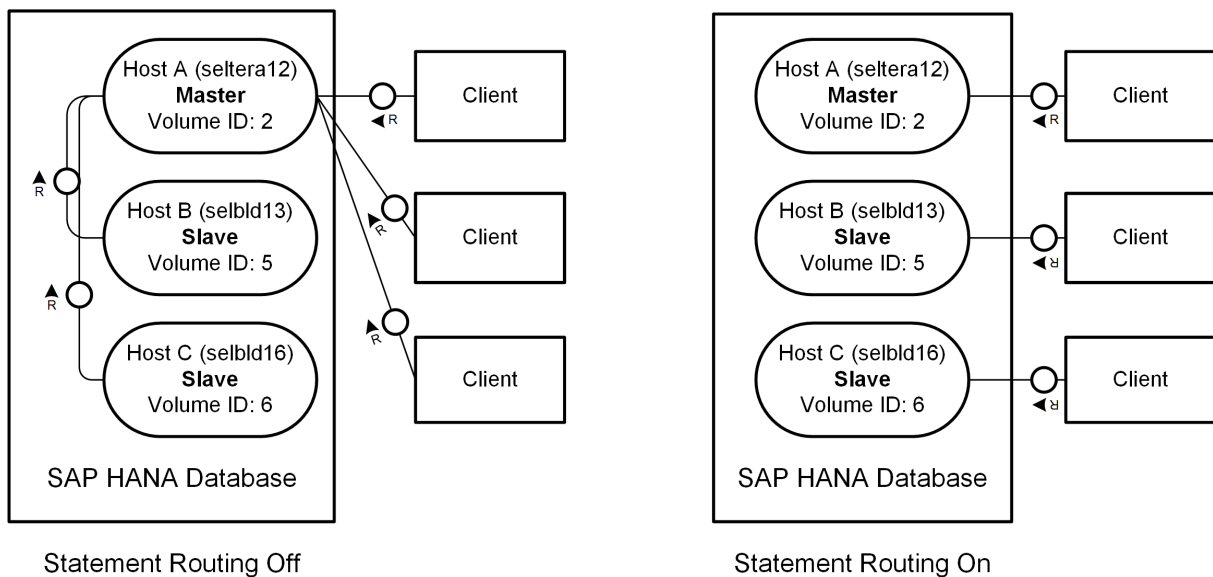 Host A (seltera12)
Master
Volume ID: 2
Host B (selbld13)
Slave
Volume ID: 5
Host C (selbld16)
Slave
Volume ID: 6
SAP HANA Database
R
R
Client
R
Client
R
Client
R
Statement Routing Off
Host A (seltera12)
Master
Volume ID: 2
Host B (selbld13)
Slave
Volume ID: 5
Host C (selbld16)
Slave
Volume ID: 6
SAP HANA Database
Client
R
Client
R
Client
R
Statement Routing On